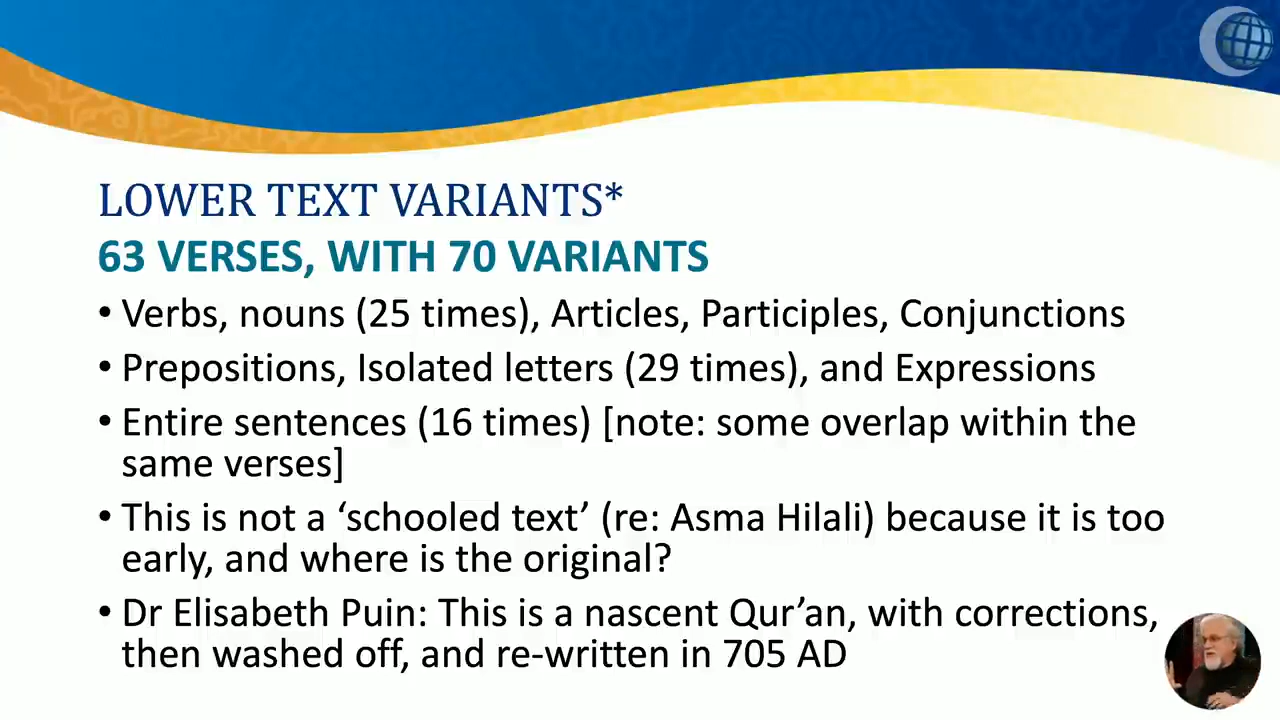 LOWER TEXT VARIANTS*
63 VERSES, WITH 70 VARIANTS
• Verbs, nouns (25 times), Articles, Participles, Conjunctions
• Prepositions, Isolated letters (29 times), and Expressions
• Entire sentences (16 times) [note: some overlap within the
same verses]
• This is not a ‘schooled text’ (re: Asma Hilali) because it is too
early, and where is the original?
• Dr Elisabeth Puin: This is a nascent Qur’an, with corrections,
then washed off, and re-written in 705 AD